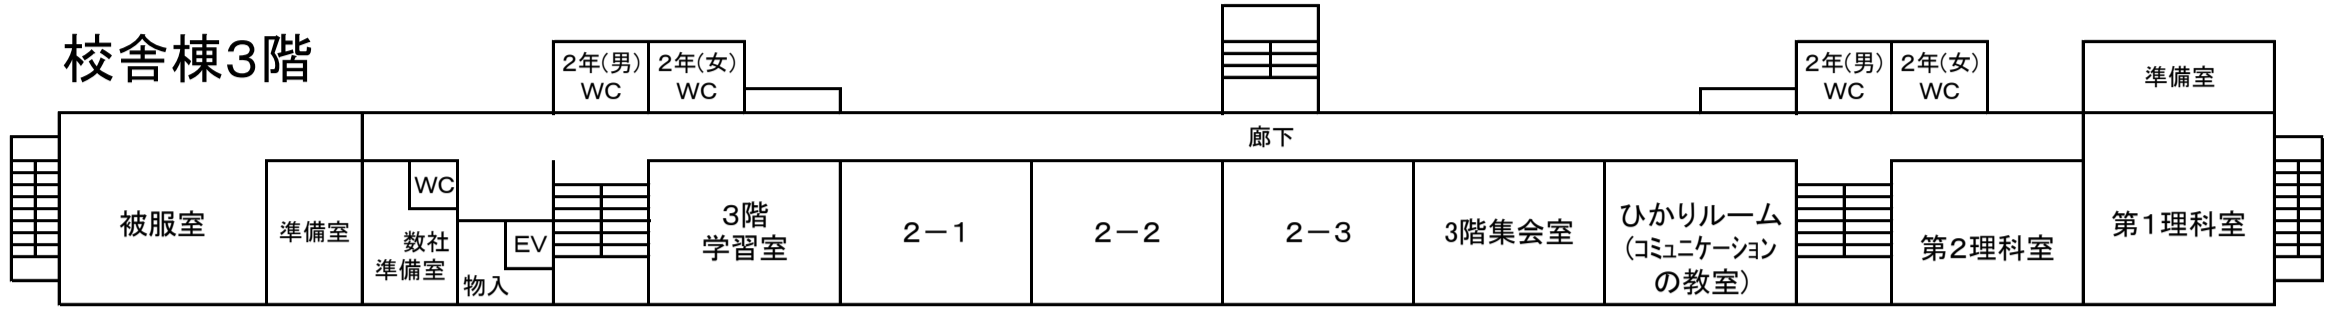 校舎棟3階
2年(男)
WC
2年(女)
WC
2年(男)
WC
2年(女)
WC
準備室
廊下
被服室
準備室
WC
数社
準備室
EV
物入
3階
学習室
2－1
2－2
2－3
3階集会室
ひかりルーム
(ｺﾐｭﾆｹｰｼｮﾝ
の教室)
第2理科室
第1理科室